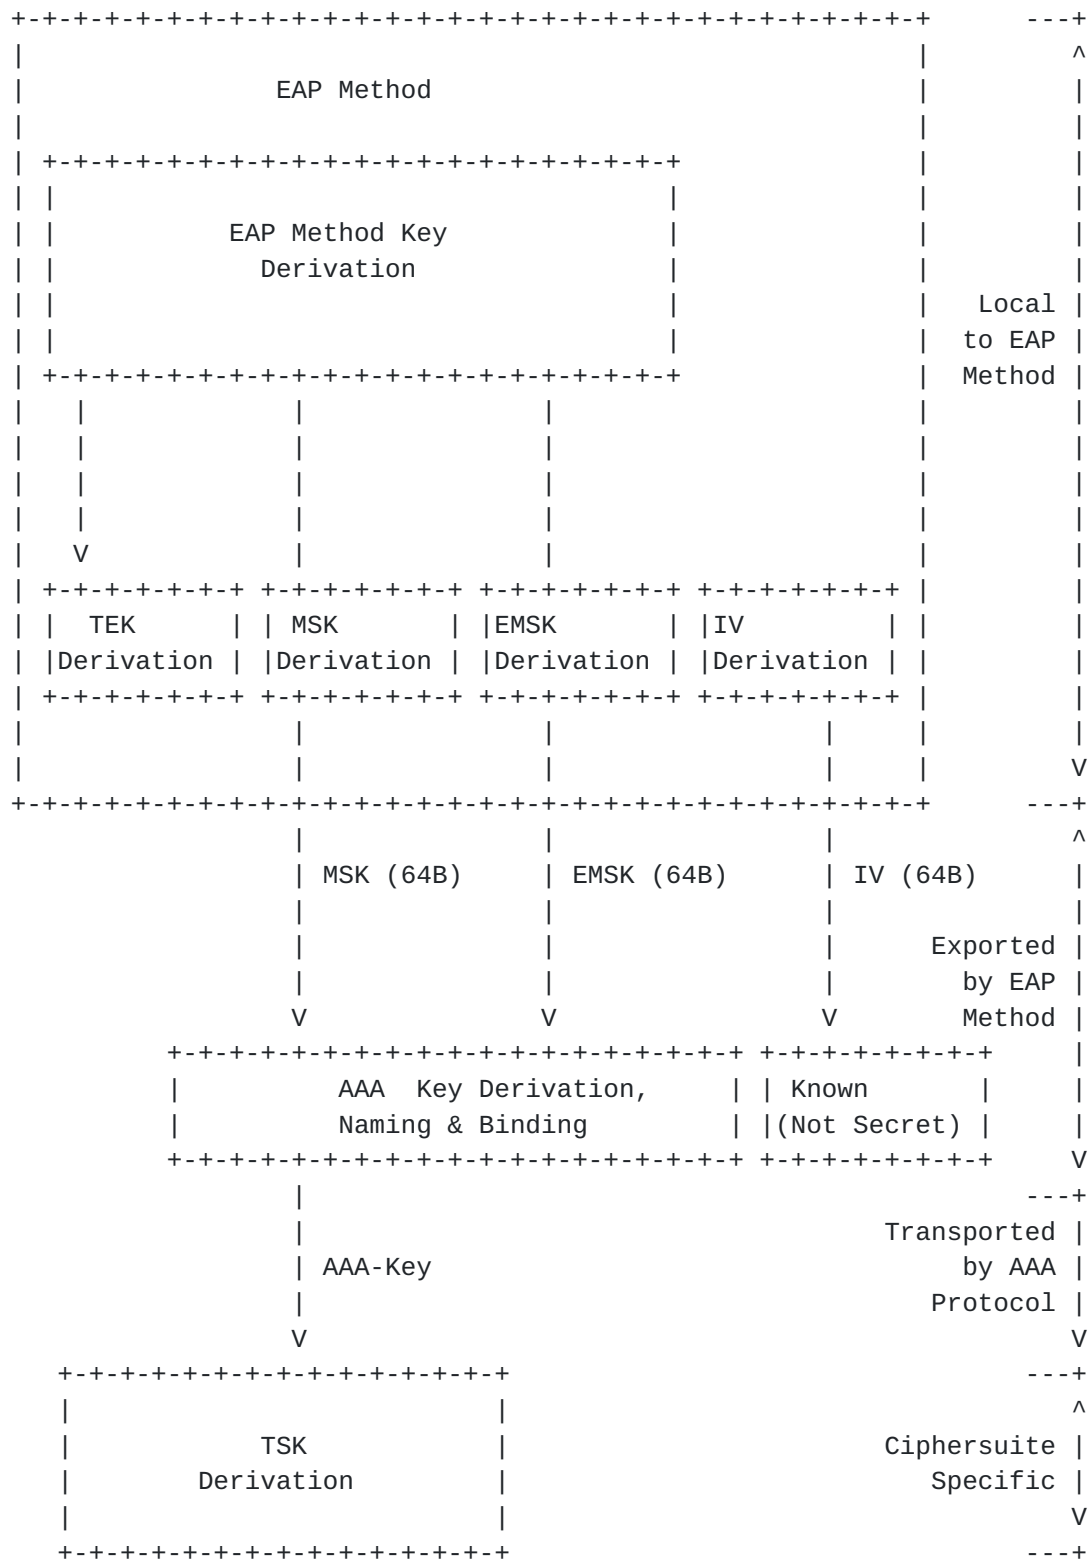 +-+-+-+-+-+-+-+-+-+-+-+-+-+-+-+-+-+-+-+-+-+-+-+-+-+-+-+-+-+      ---+
|                                                         |         ^
|                EAP Method                               |         |
|                                                         |         |
| +-+-+-+-+-+-+-+-+-+-+-+-+-+-+-+-+-+-+-+-+               |         |
| |                                       |               |         |
| |           EAP Method Key              |               |         |
| |             Derivation                |               |         |
| |                                       |               |   Local |
| |                                       |               |  to EAP |
| +-+-+-+-+-+-+-+-+-+-+-+-+-+-+-+-+-+-+-+-+               |  Method |
|   |             |               |                       |         |
|   |             |               |                       |         |
|   |             |               |                       |         |
|   |             |               |                       |         |
|   V             |               |                       |         |
| +-+-+-+-+-+-+ +-+-+-+-+-+-+ +-+-+-+-+-+-+ +-+-+-+-+-+-+ |         |
| |  TEK      | | MSK       | |EMSK       | |IV         | |         |
| |Derivation | |Derivation | |Derivation | |Derivation | |         |
| +-+-+-+-+-+-+ +-+-+-+-+-+-+ +-+-+-+-+-+-+ +-+-+-+-+-+-+ |         |
|                 |               |                 |     |         |
|                 |               |                 |     |         V
+-+-+-+-+-+-+-+-+-+-+-+-+-+-+-+-+-+-+-+-+-+-+-+-+-+-+-+-+-+      ---+
                  |               |                 |               ^
                  | MSK (64B)     | EMSK (64B)      | IV (64B)      |
                  |               |                 |               |
                  |               |                 |      Exported |
                  |               |                 |        by EAP |
                  V               V                 V        Method |
          +-+-+-+-+-+-+-+-+-+-+-+-+-+-+-+-+-+-+ +-+-+-+-+-+-+-+     |
          |          AAA  Key Derivation,     | | Known       |     |
          |          Naming & Binding         | |(Not Secret) |     |
          +-+-+-+-+-+-+-+-+-+-+-+-+-+-+-+-+-+-+ +-+-+-+-+-+-+-+     V
                  |                                              ---+
                  |                                     Transported |
                  | AAA-Key                                  by AAA |
                  |                                        Protocol |
                  V                                                 V
   +-+-+-+-+-+-+-+-+-+-+-+-+-+-+                                 ---+
   |                           |                                    ^
   |            TSK            |                        Ciphersuite |
   |        Derivation         |                           Specific |
   |                           |                                    V
   +-+-+-+-+-+-+-+-+-+-+-+-+-+-+                                 ---+